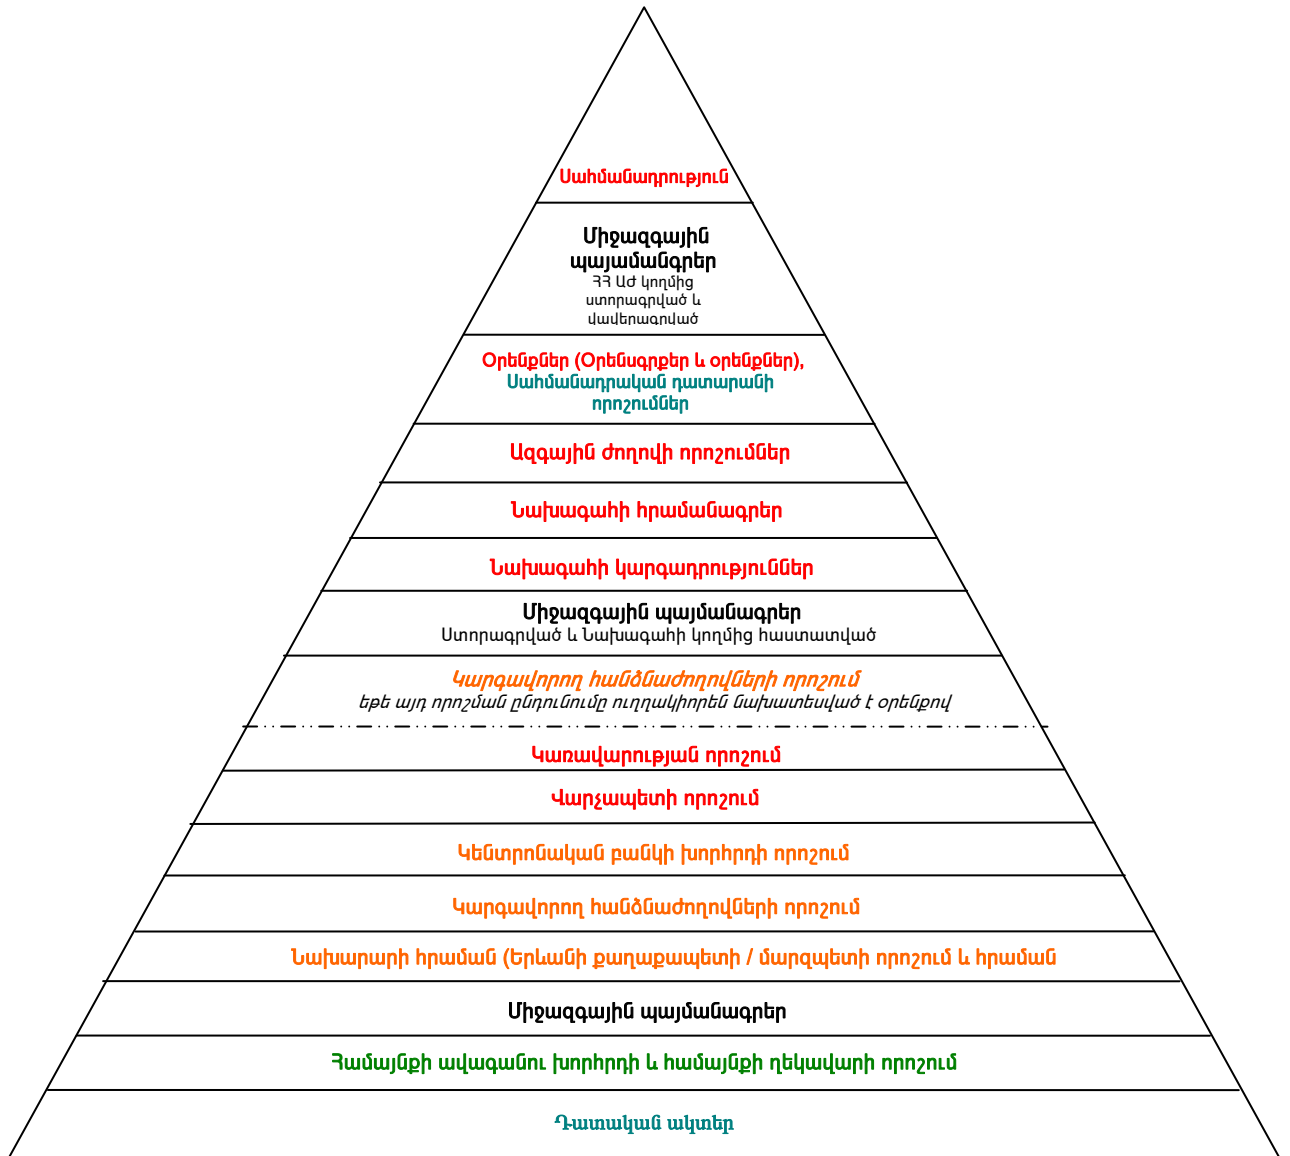 Սահմանադրություն
Միջազգային
պայամանգրեր
ՀՀ ԱԺ կողմից
ստորագրված և
վավերագրված
Օրենքներ (Օրենսգրքեր և օրենքներ),
Սահմանադրական դատարանի
որոշումներ
Ազգային ժողովի որոշումներ
Նախագահի հրամանագրեր
Նախագահի կարգադրություններ
Միջազգային պայմանագրեր
Ստորագրված և Նախագահի կողմից հաստատված
Կարգավորող հանձնաժողովների որոշում
եթե այդ որոշման ընդունումը ուղղակիորեն նախատեսված է օրենքով
Կառավարության որոշում
Վարչապետի որոշում
Կենտրոնական բանկի խորհրդի որոշում
Կարգավորող հանձնաժողովների որոշում
Նախարարի հրաման (Երևանի քաղաքապետի / մարզպետի որոշում և հրաման
Միջազգային պայմանագրեր
Համայնքի ավագանու խորհրդի և համայնքի ղեկավարի որոշում
Դատական ակտեր